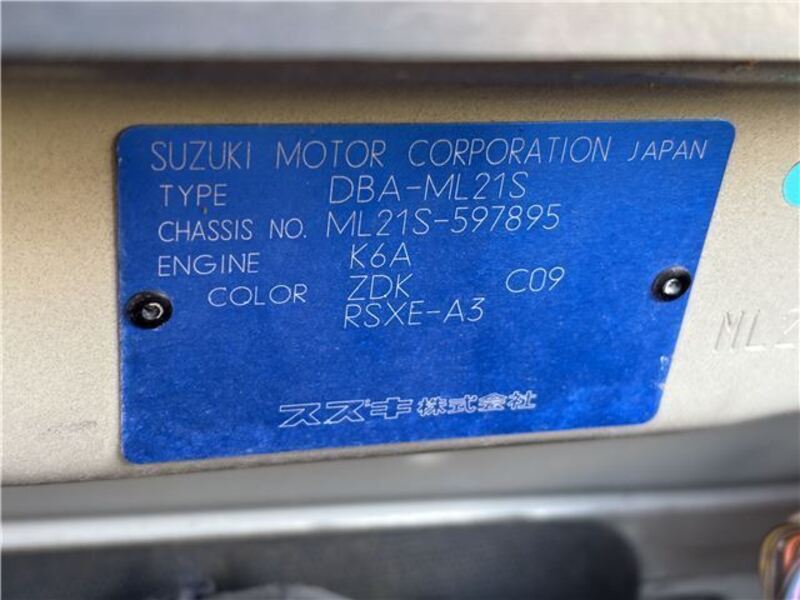 SUZUKI MOTOR CORPORATION JAPAN
TYPE DBA-ML21S
CHASSIS NO. ML21S-597895
ENGINE K6A
COLOR ZDK C09
RSXE-A3
スズキ株式会社
ML2